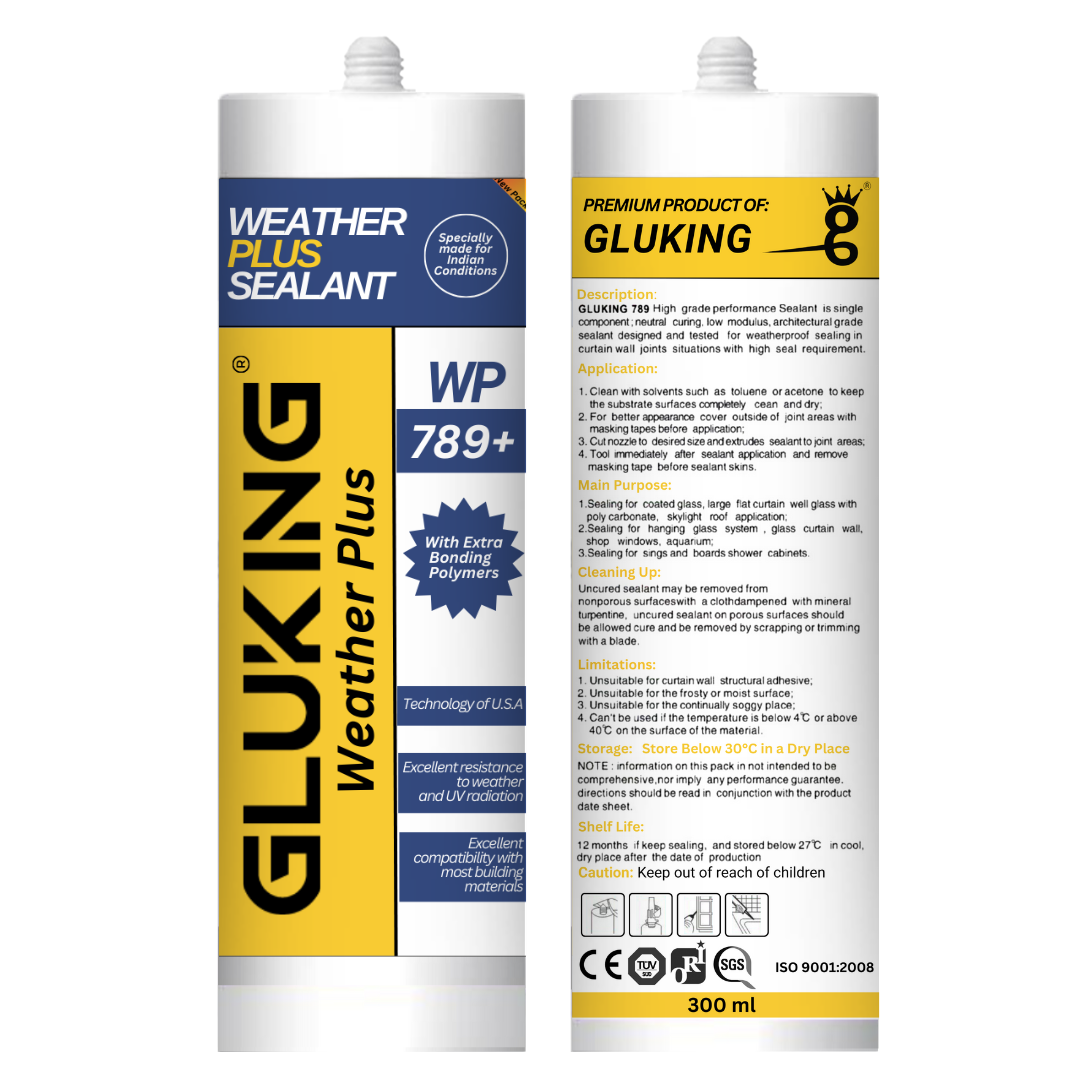 New Pack
WEATHER
PLUS
SEALANT
Specially
made for
Indian
Conditions
GLUKING®
Weather Plus
WP
789+
With Extra
Bonding
Polymers
Technology of U.S.A
Excellent resistance
to weather
and UV radiation
Excellent
compatibility with
most building
materials
PREMIUM PRODUCT OF:
GLUKING
g®
Description:
GLUKING 789 High grade performance Sealant is single
component; neutral curing, low modulus, architectural grade
sealant designed and tested for weatherproof sealing in
curtain wall joints situations with high seal requirement.
Application:
1. Clean with solvents such as toluene or acetone to keep
the substrate surfaces completely cean and dry;
2. For better appearance cover outside of joint areas with
masking tapes before application;
3. Cut nozzle to desired size and extrudes sealant to joint areas;
4. Tool immediately after sealant application and remove
masking tape before sealant skins.
Main Purpose:
1.Sealing for coated glass, large flat curtain well glass with
poly carbonate, skylight roof application;
2.Sealing for hanging glass system , glass curtain wall,
shop windows, aquarium;
3.Sealing for sings and boards shower cabinets.
Cleaning Up:
Uncured sealant may be removed from
nonporous surfaceswith a clothdampened with mineral
turpentine, uncured sealant on porous surfaces should
be allowed cure and be removed by scrapping or trimming
with a blade.
Limitations:
1. Unsuitable for curtain wall structural adhesive;
2. Unsuitable for the frosty or moist surface;
3. Unsuitable for the continually soggy place;
4. Can't be used if the temperature is below 4℃ or above
40℃ on the surface of the material.
Storage: Store Below 30°C in a Dry Place
NOTE : information on this pack in not intended to be
comprehensive,nor imply any performance guarantee,
directions should be read in conjunction with the product
date sheet.
Shelf Life:
12 months if keep sealing, and stored below 27℃ in cool,
dry place after the date of production
Caution: Keep out of reach of children
CE TUV SUD ORI SGS ISO 9001:2008
300 ml